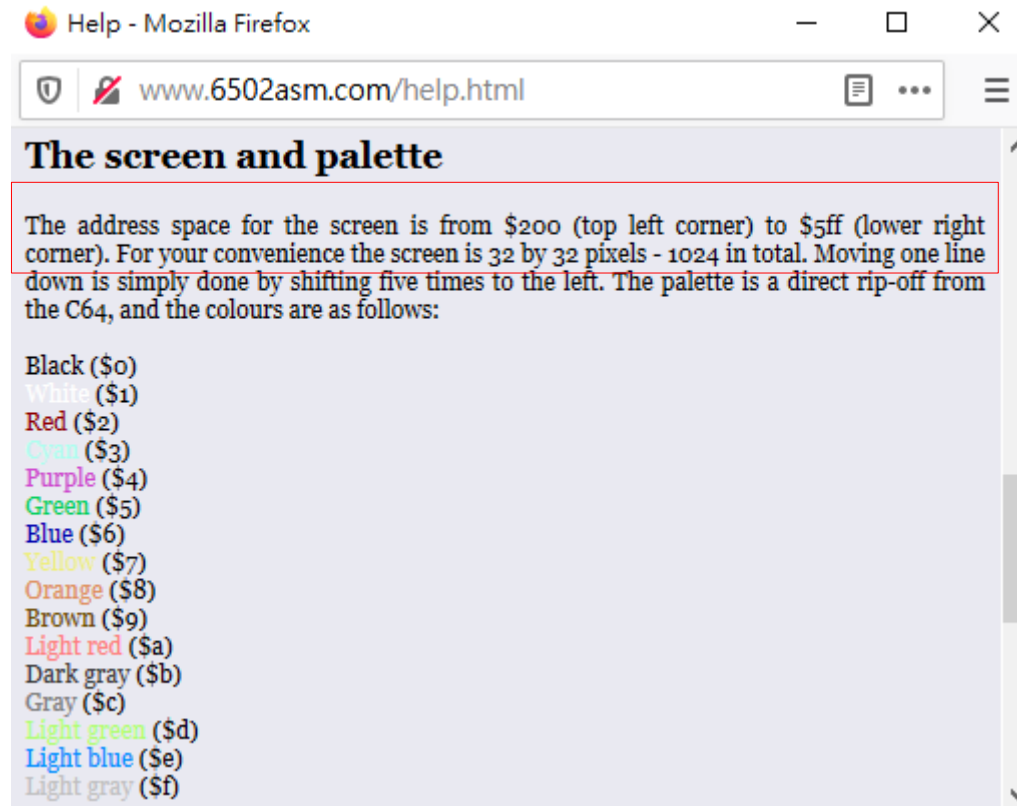 Help - Mozilla Firefox
www.6502asm.com/help.html
The screen and palette
The address space for the screen is from $200 (top left corner) to $5ff (lower right
corner). For your convenience the screen is 32 by 32 pixels - 1024 in total. Moving one line
down is simply done by shifting five times to the left. The palette is a direct rip-off from
the C64, and the colours are as follows:
Black ($0)
White ($1)
Red ($2)
Cyan ($3)
Purple ($4)
Green ($5)
Blue ($6)
Yellow ($7)
Orange ($8)
Brown ($9)
Light red ($a)
Dark gray ($b)
Gray ($c)
Light green ($d)
Light blue ($e)
Light gray ($f)